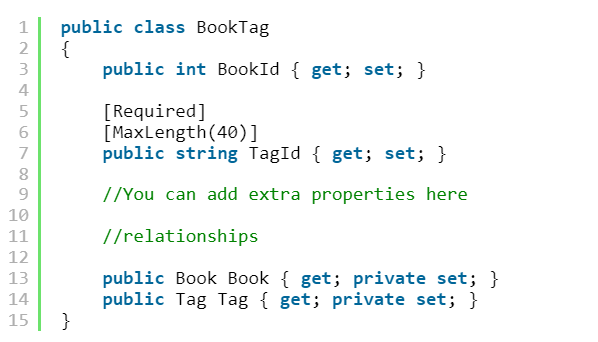 1 public class BookTag
2 {
3     public int BookId { get; set; }
4
5     [Required]
6     [MaxLength(40)]
7     public string TagId { get; set; }
8
9     //You can add extra properties here
10
11     //relationships
12
13     public Book Book { get; private set; }
14     public Tag Tag { get; private set; }
15 }